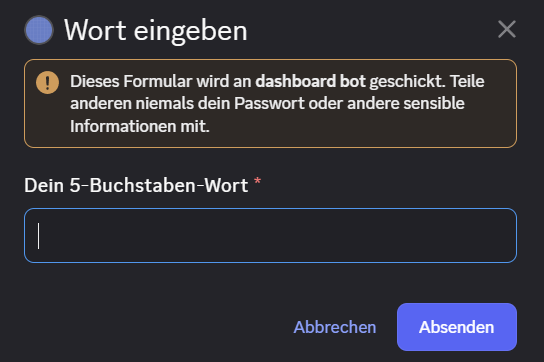 Wort eingeben
Dieses Formular wird an dashboard bot geschickt. Teile
anderen niemals dein Passwort oder andere sensible
Informationen mit.
Dein 5-Buchstaben-Wort *
Abbrechen
Absenden